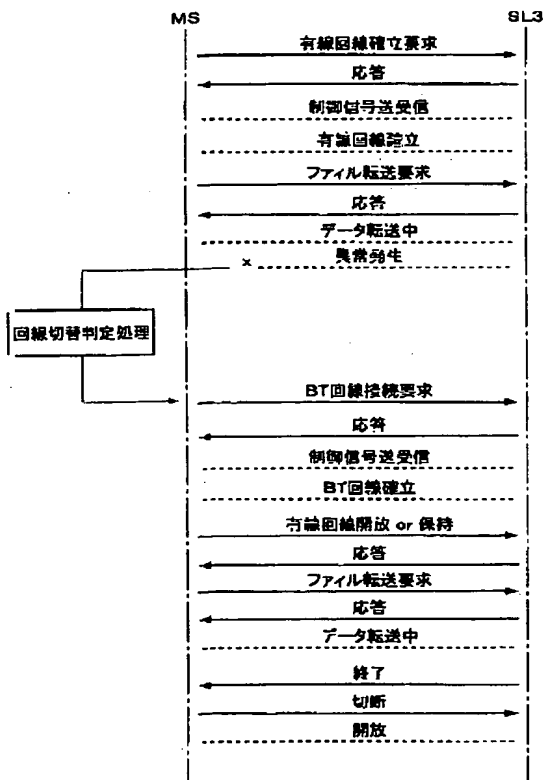 MS
SL3
有線回線確立要求
応答
制御信号送受信
有線回線確立
ファイル転送要求
応答
データ転送中
異常発生
×
回線切替判定処理
BT回線接続要求
応答
制御信号送受信
BT回線確立
有線回線開放 or 保持
応答
ファイル転送要求
応答
データ転送中
終了
切断
開放